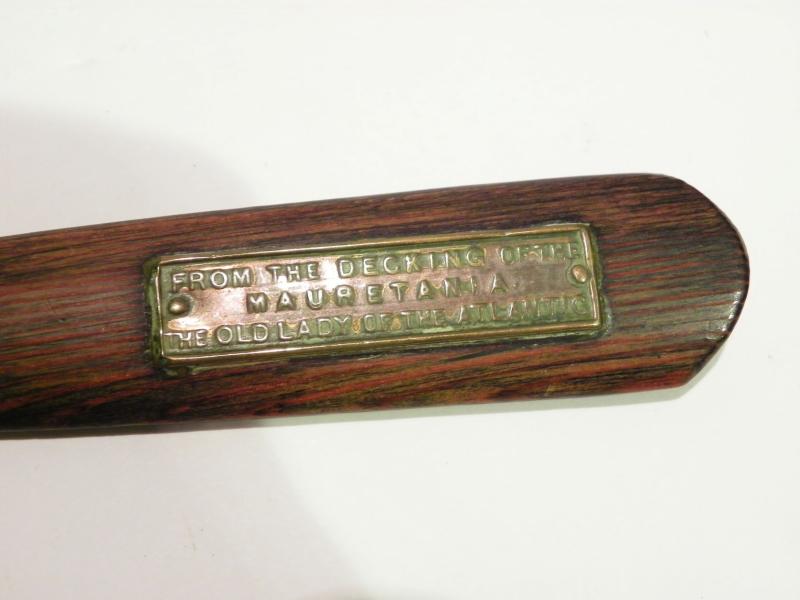 FROM THE DECKING OF THE
MAURETANIA
THE OLD LADY OF THE ATLANTIC